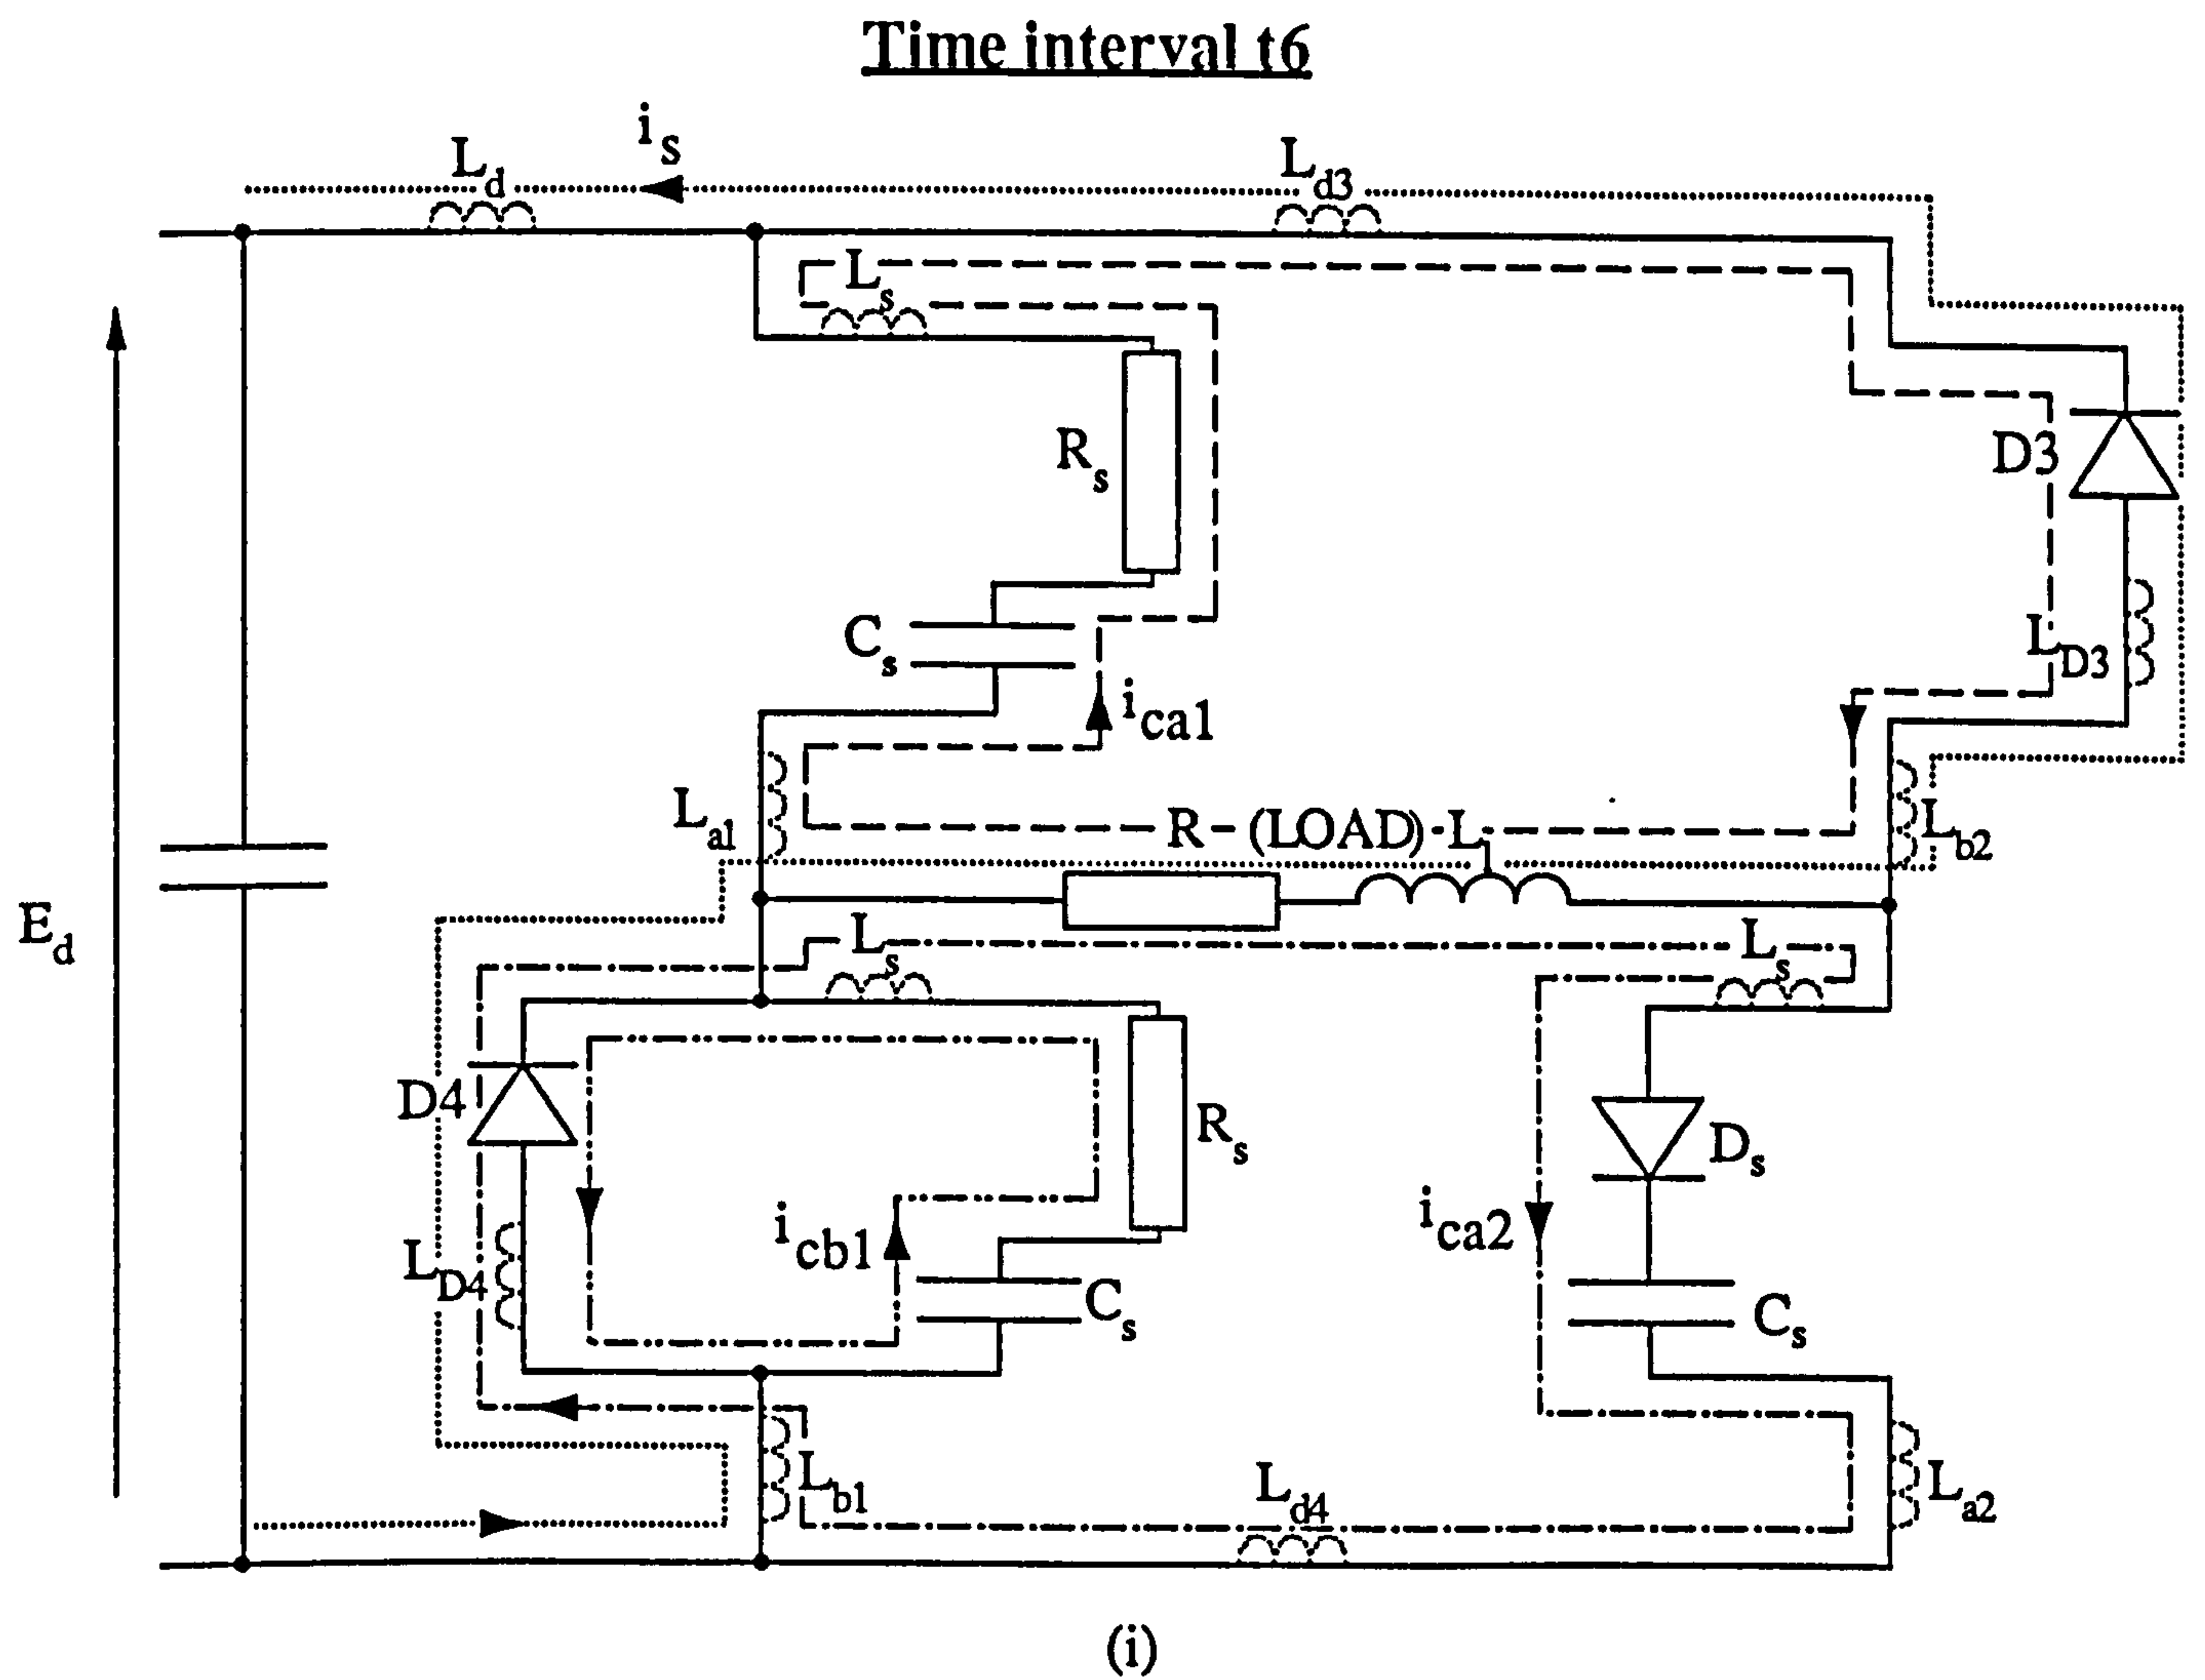 Time interval t6
i_s
L_d
L_d3
L_s
R_s
D3
C_s
L_D3
i_ca1
L_a1
R (LOAD) L
L_b2
E_d
L_s
L_s
D4
R_s
D_s
i_cb1
i_ca2
L_D4
C_s
C_s
L_b1
L_d4
L_a2
(i)